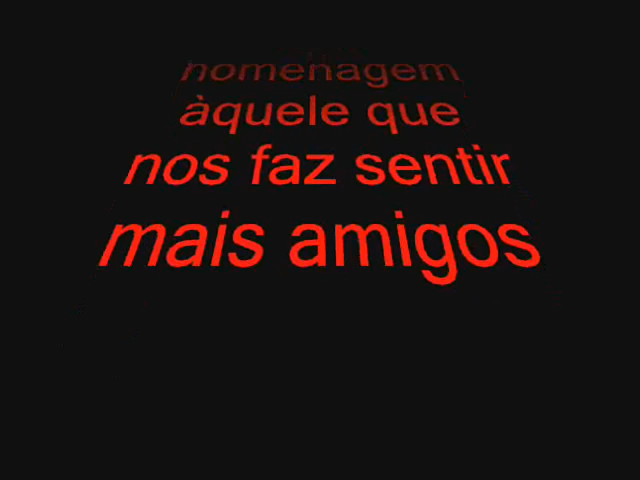 homenagem
àquele que
nos faz sentir
mais amigos